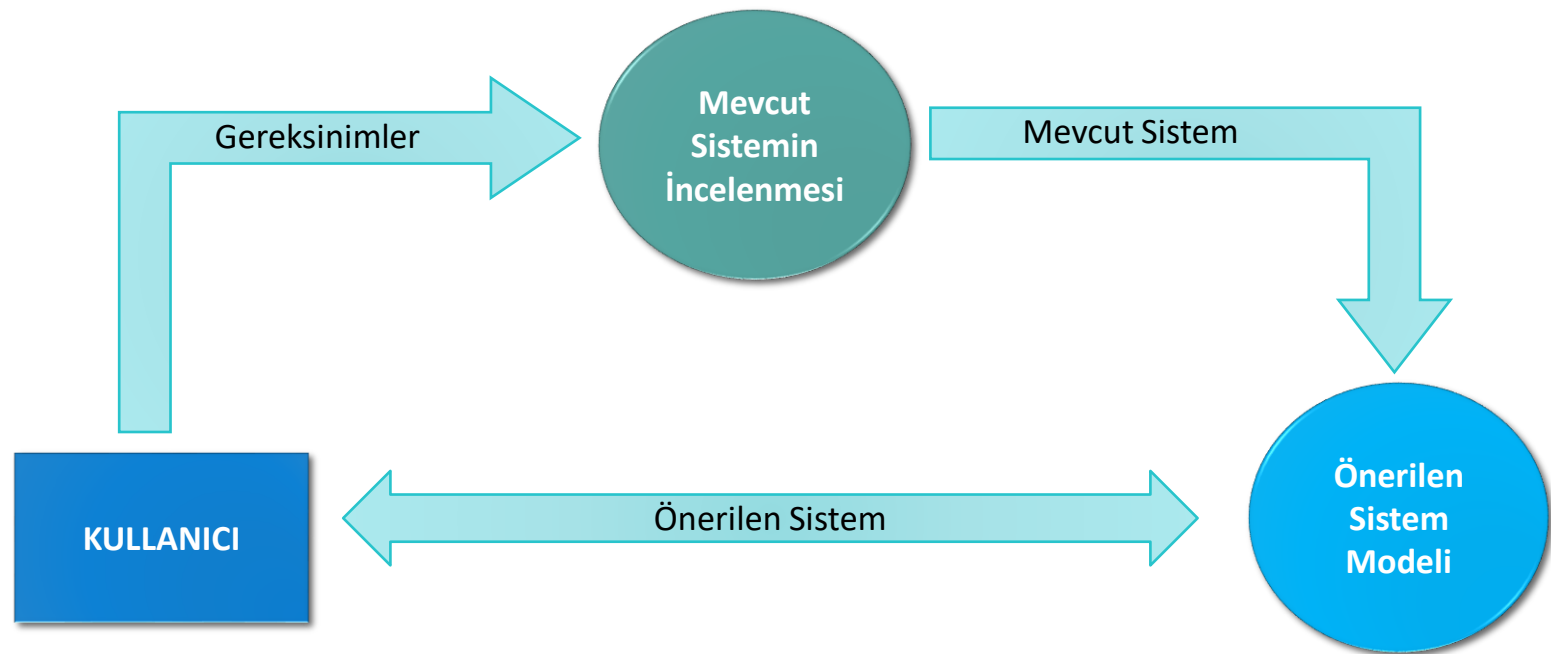 Gereksinimler
Mevcut
Sistemin
İncelenmesi
Mevcut Sistem
KULLANICI
Önerilen Sistem
Önerilen
Sistem
Modeli